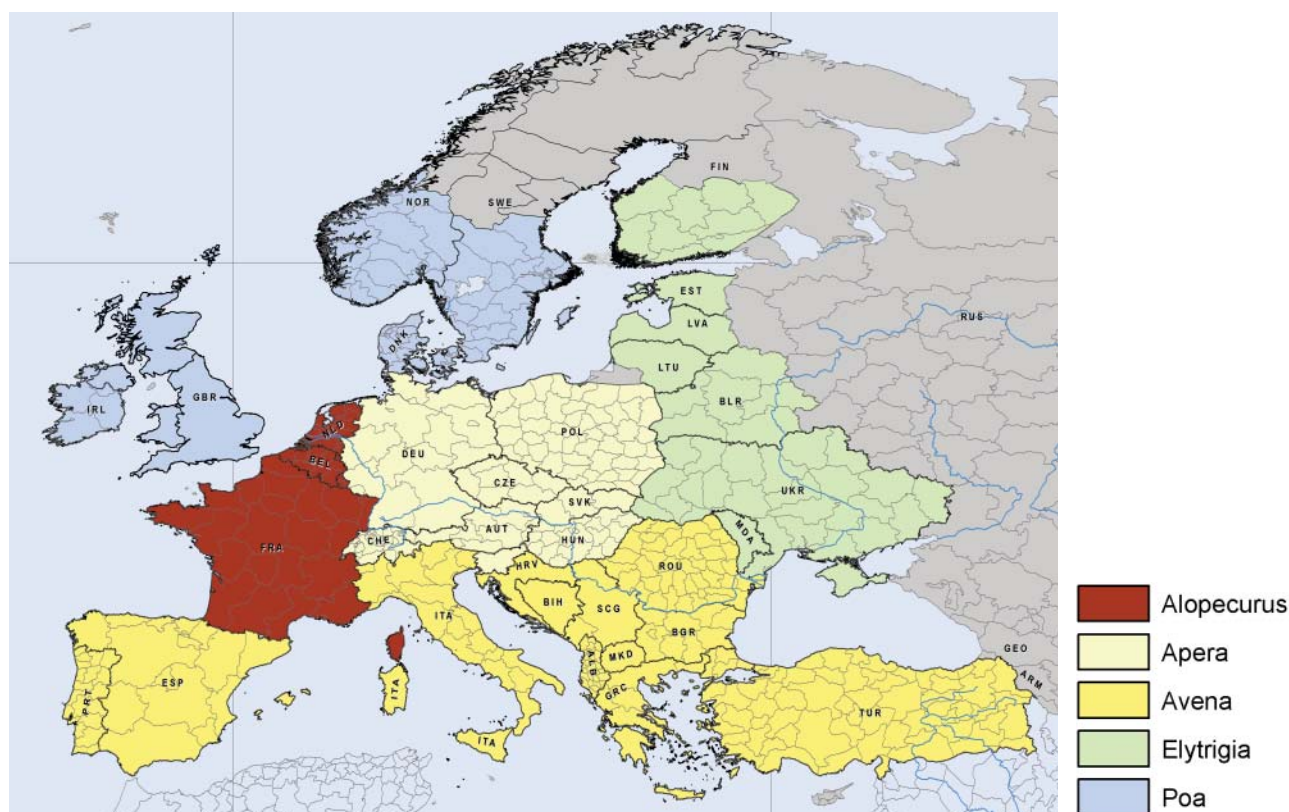 FIN
NOR
SWE
EST
RUS
LVA
DNK
LTU
GBR
BLR
IRL
NLD
POL
DEU
BEL
CZE
UKR
SVK
AUT
MDA
CHE
HUN
FRA
HRV
ROU
BIH
ITA
SCG
BGR
GEO
MKD
ALB
ARM
ESP
PRT
ITA
GRC
TUR
ITA
Alopecurus
Apera
Avena
Elytrigia
Poa